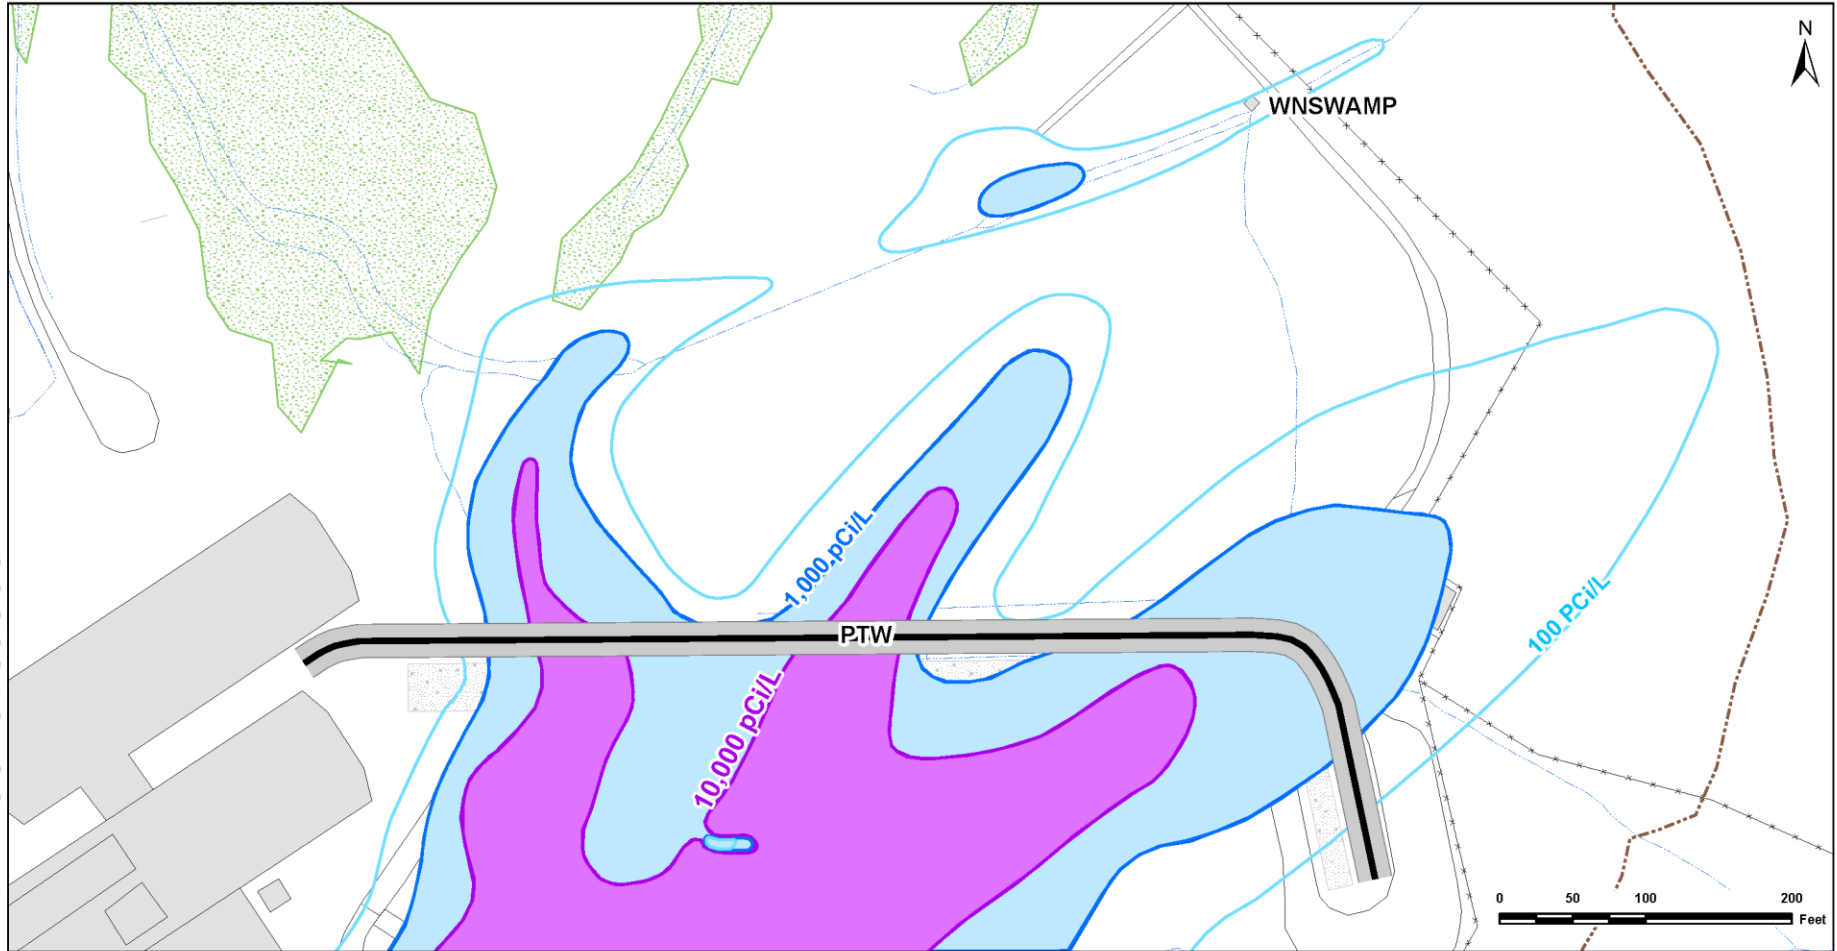 N
WNSWAMP
1,000 pCi/L
100 PCi/L
PTW
10,000 pCi/L
0 50 100 200
Feet